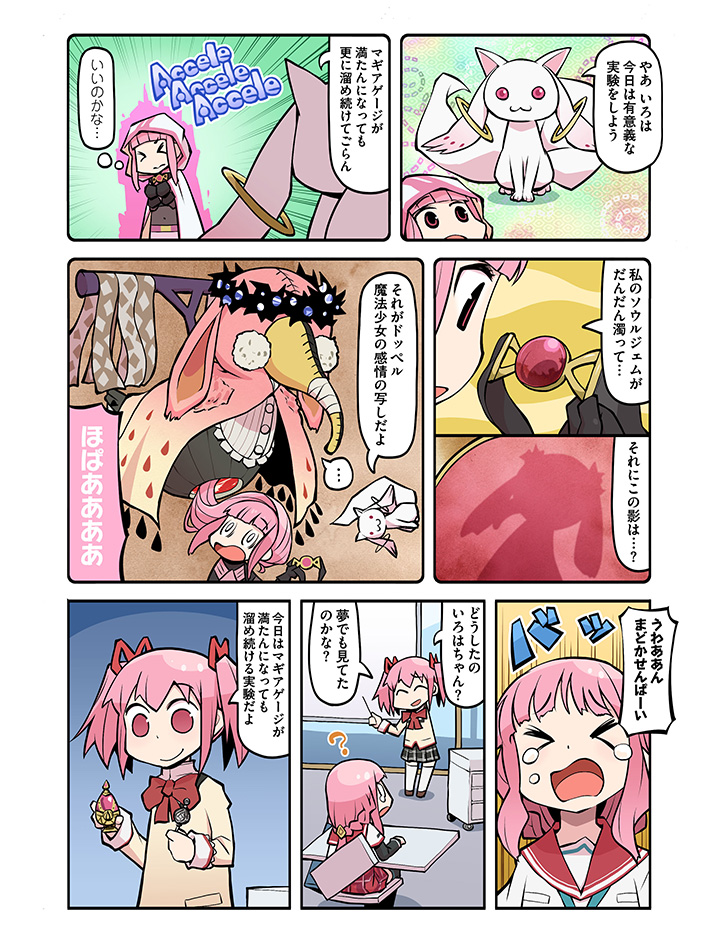 やあ いろは
今日は有意義な
実験をしよう
マギアゲージが
満たんになっても
更に溜め続けてごらん
Accele
Accele
Accele
いいのかな…
私のソウルジェムが
だんだん濁って…
それにこの影は…?
それがドッペル
魔法少女の感情の写しだよ
…
ほぱああああ
うわああん
まどかせんぱーい
バッ
どうしたの
いろはちゃん?
夢でも見てた
のかな?
?
今日はマギアゲージが
満たんになっても
溜め続ける実験だよ